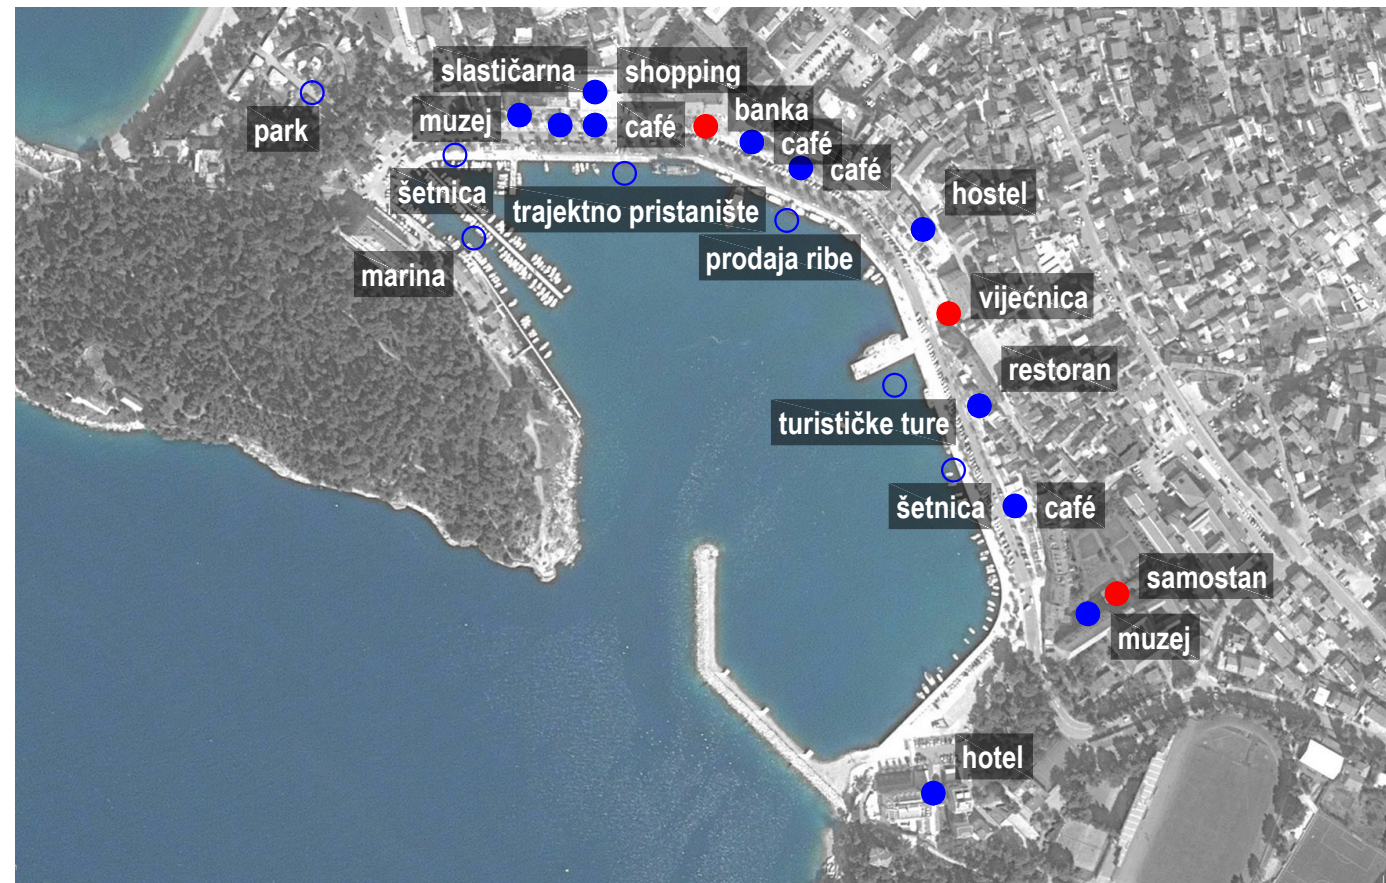 slastičarna
shopping
park
muzej
café
banka
café
café
šetnica
trajektno pristanište
hostel
marina
prodaja ribe
vijećnica
restoran
turističke ture
šetnica
café
samostan
muzej
hotel